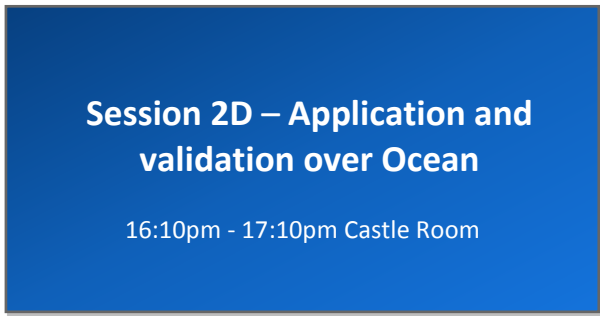 Session 2D – Application and
validation over Ocean
16:10pm - 17:10pm Castle Room